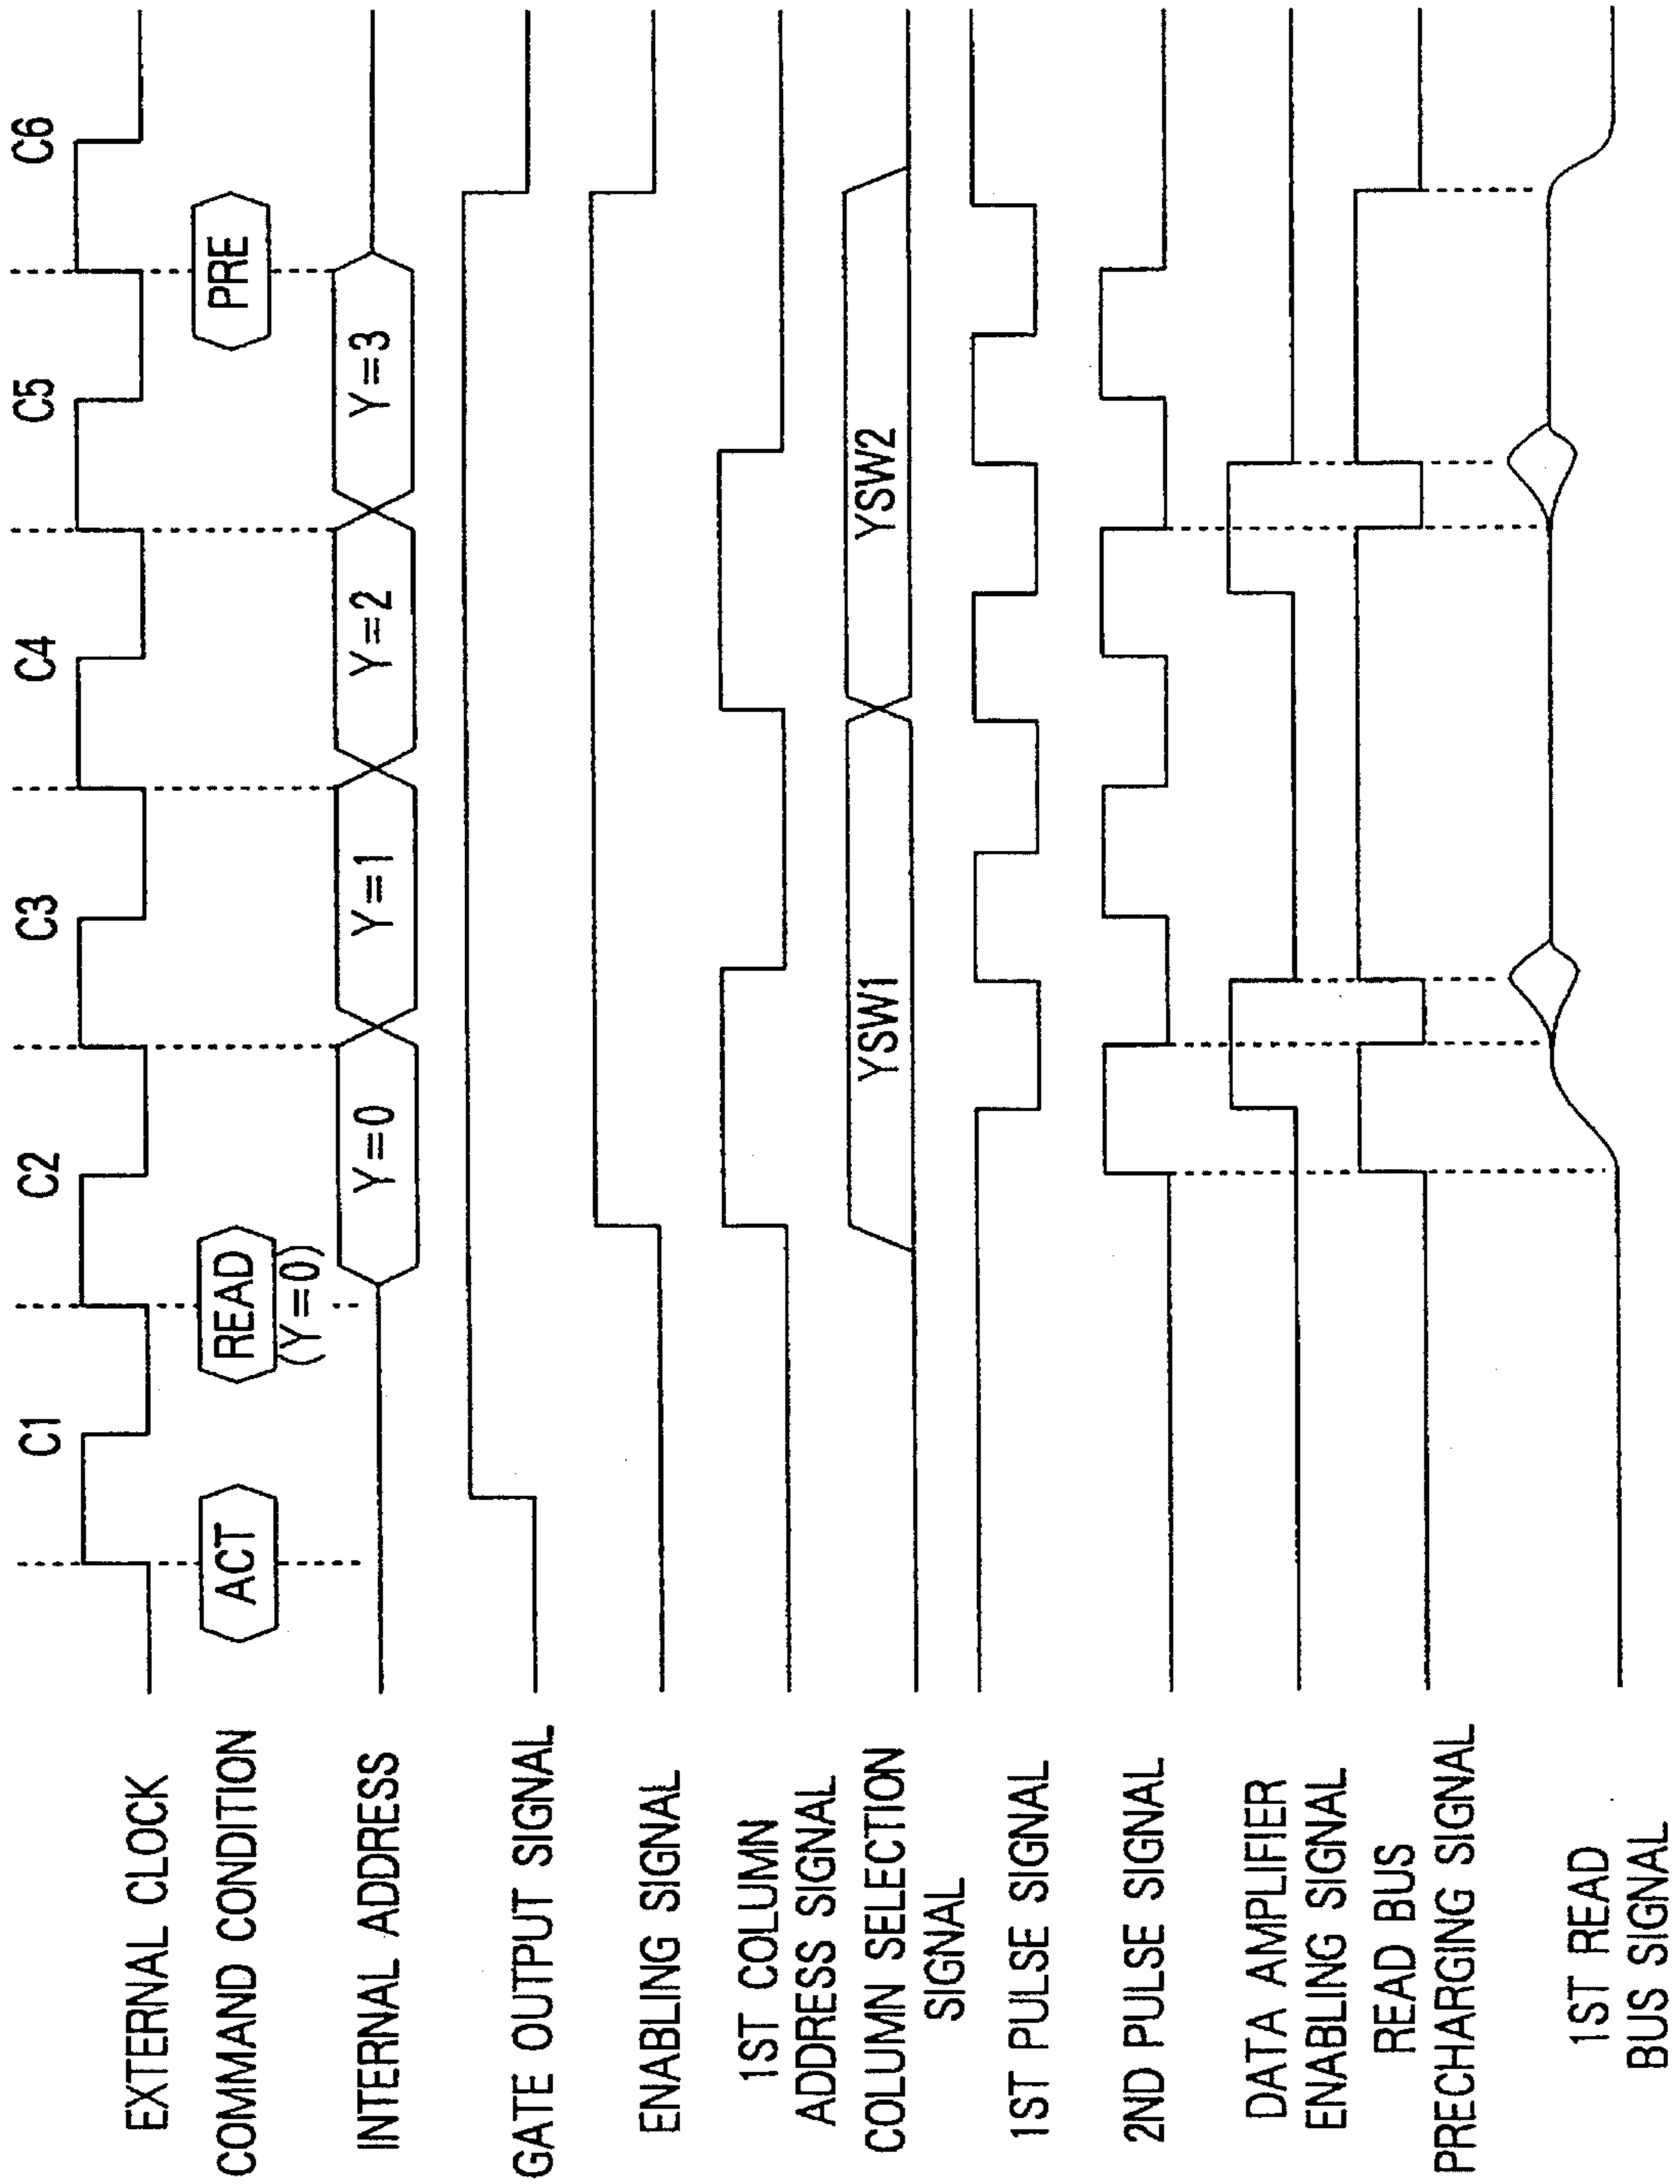 C1 C2 C3 C4 C5 C6
EXTERNAL CLOCK
COMMAND CONDITION
ACT
READ
(Y=0)
PRE
INTERNAL ADDRESS
Y=0
Y=1
Y=2
Y=3
GATE OUTPUT SIGNAL
ENABLING SIGNAL
1ST COLUMN
ADDRESS SIGNAL
COLUMN SELECTION
SIGNAL
YSW1
YSW2
1ST PULSE SIGNAL
2ND PULSE SIGNAL
DATA AMPLIFIER
ENABLING SIGNAL
READ BUS
PRECHARGING SIGNAL
1ST READ
BUS SIGNAL